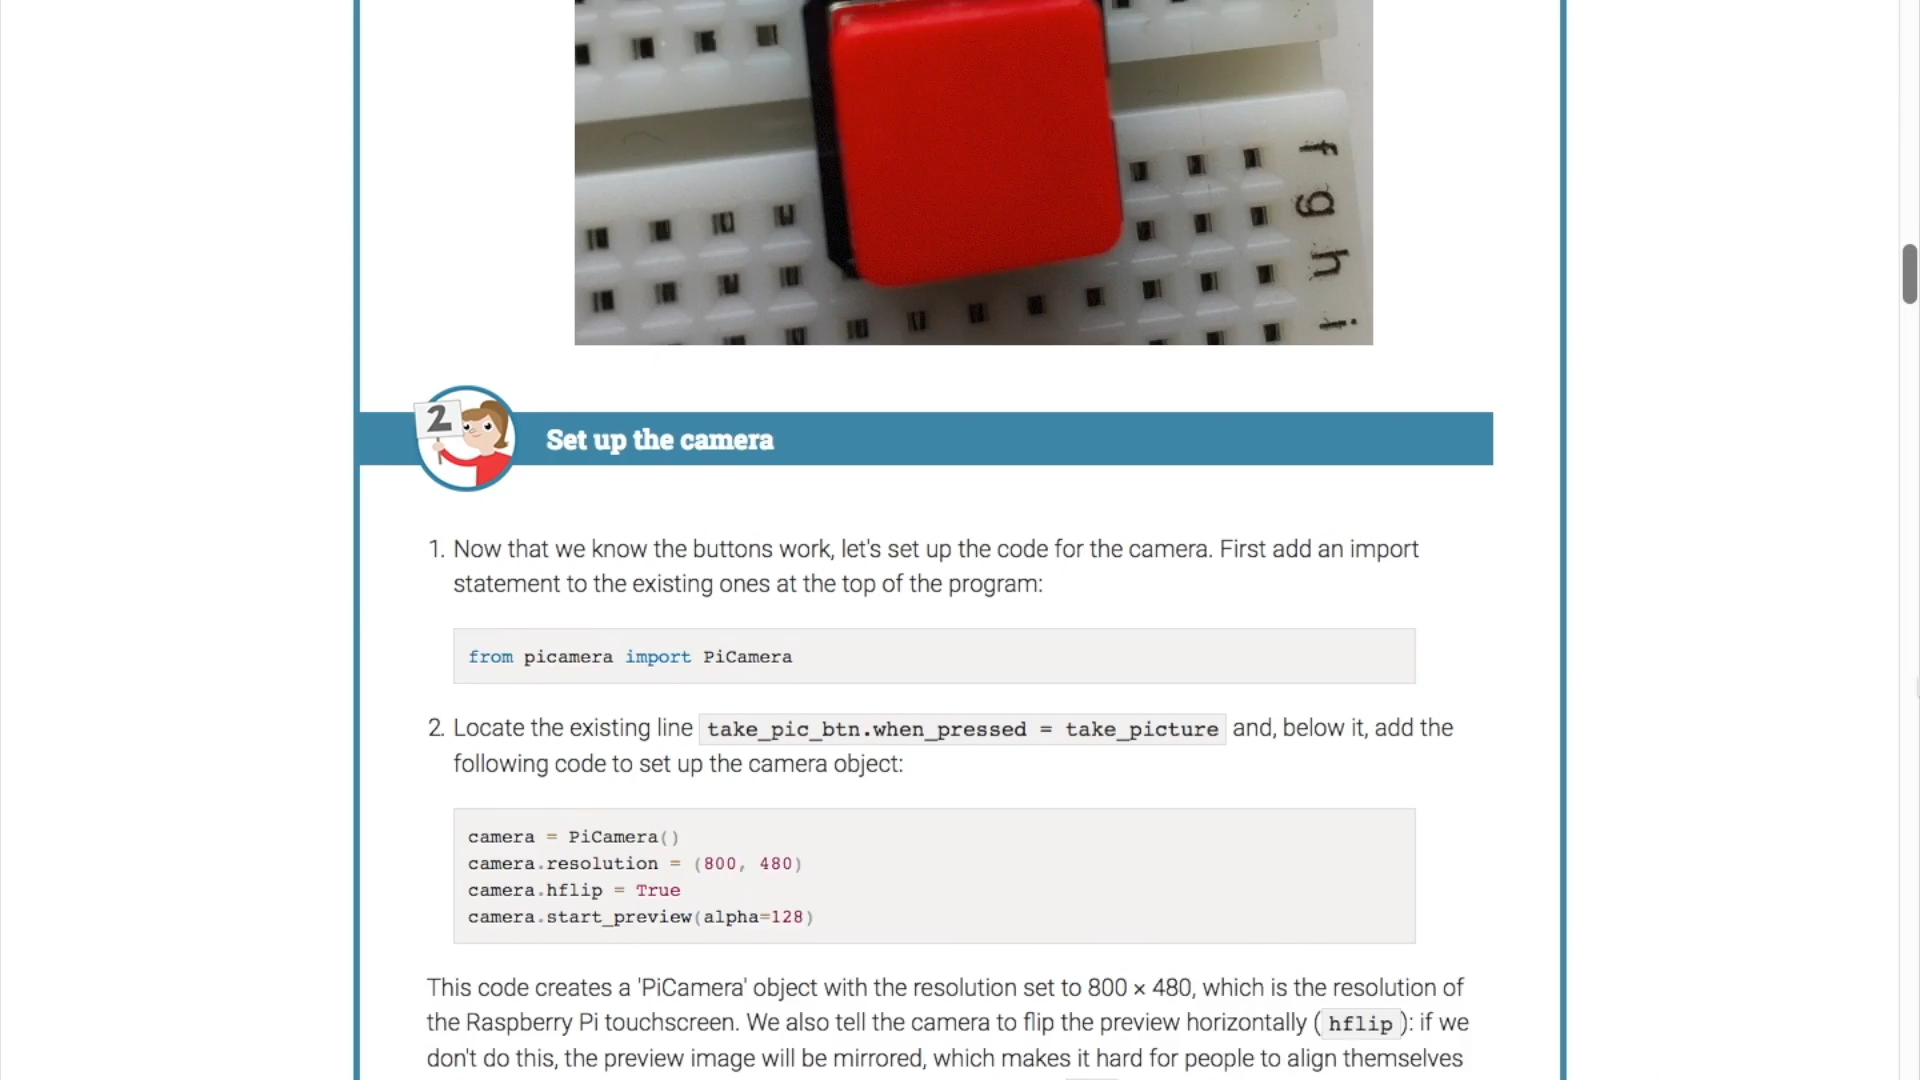 f
g
h
i
2
Set up the camera
1. Now that we know the buttons work, let's set up the code for the camera. First add an import
statement to the existing ones at the top of the program:
from picamera import PiCamera
2. Locate the existing line take_pic_btn.when_pressed = take_picture and, below it, add the
following code to set up the camera object:
camera = PiCamera()
camera.resolution = (800, 480)
camera.hflip = True
camera.start_preview(alpha=128)
This code creates a 'PiCamera' object with the resolution set to 800 × 480, which is the resolution of
the Raspberry Pi touchscreen. We also tell the camera to flip the preview horizontally ( hflip ): if we
don't do this, the preview image will be mirrored, which makes it hard for people to align themselves